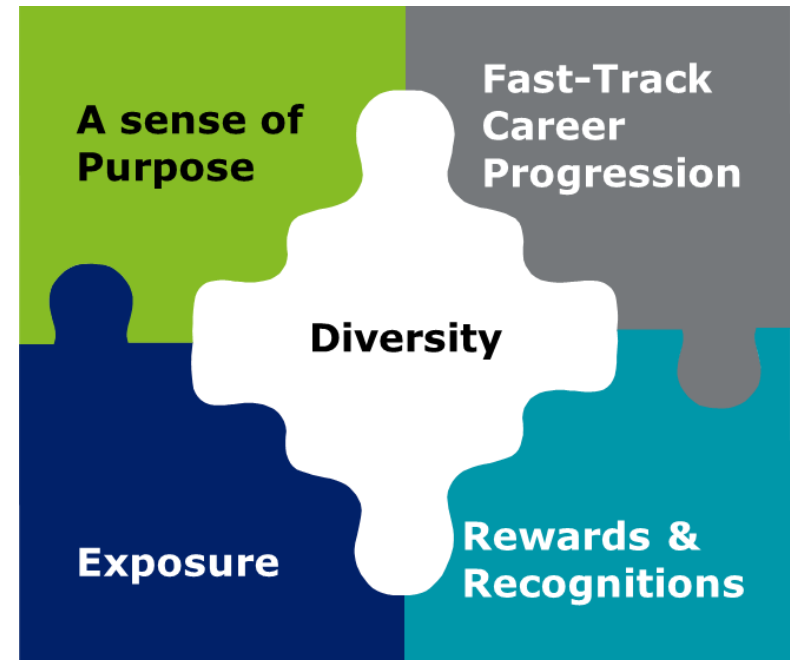 A sense of
Purpose
Fast-Track
Career
Progression
Diversity
Exposure
Rewards &
Recognitions